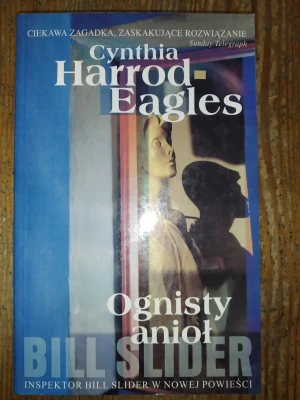 CIEKAWA ZAGADKA, ZASKAKUJĄCE ROZWIĄZANIE
Sunday Telegraph
Cynthia
Harrod-
Eagles
Ognisty
anioł
BILL SLIDER
INSPEKTOR BILL SLIDER W NOWEJ POWIEŚCI